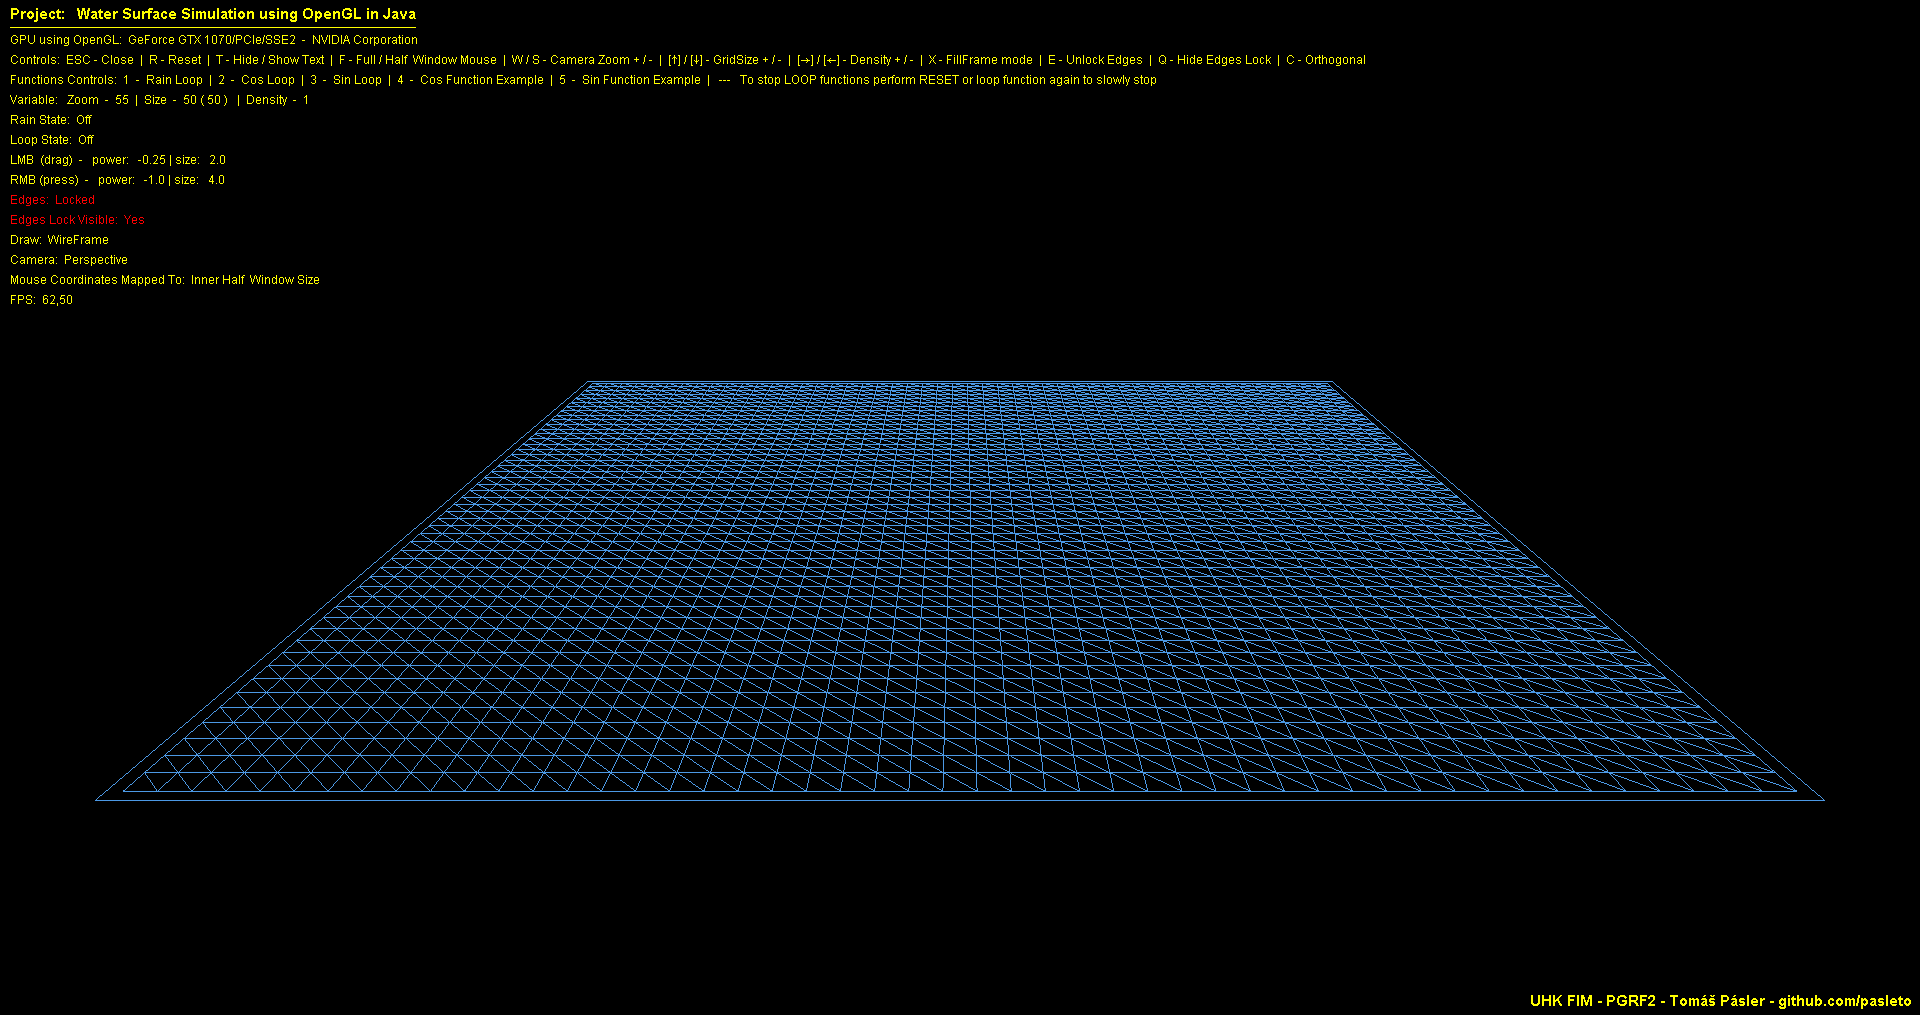 Project: Water Surface Simulation using OpenGL in Java
GPU using OpenGL: GeForce GTX 1070/PCIe/SSE2 - NVIDIA Corporation
Controls: ESC - Close | R - Reset | T - Hide / Show Text | F - Full / Half Window Mouse | W / S - Camera Zoom + / - | [↑] / [↓] - GridSize + / - | [→] / [←] - Density + / - | X - FillFrame mode | E - Unlock Edges | Q - Hide Edges Lock | C - Orthogonal
Functions Controls: 1 - Rain Loop | 2 - Cos Loop | 3 - Sin Loop | 4 - Cos Function Example | 5 - Sin Function Example | --- To stop LOOP functions perform RESET or loop function again to slowly stop
Variable: Zoom - 55 | Size - 50 ( 50 ) | Density - 1
Rain State: Off
Loop State: Off
LMB (drag) - power: -0.25 | size: 2.0
RMB (press) - power: -1.0 | size: 4.0
Edges: Locked
Edges Lock Visible: Yes
Draw: WireFrame
Camera: Perspective
Mouse Coordinates Mapped To: Inner Half Window Size
FPS: 62,50
UHK FIM - PGRF2 - Tomáš Pásler - github.com/pasleto